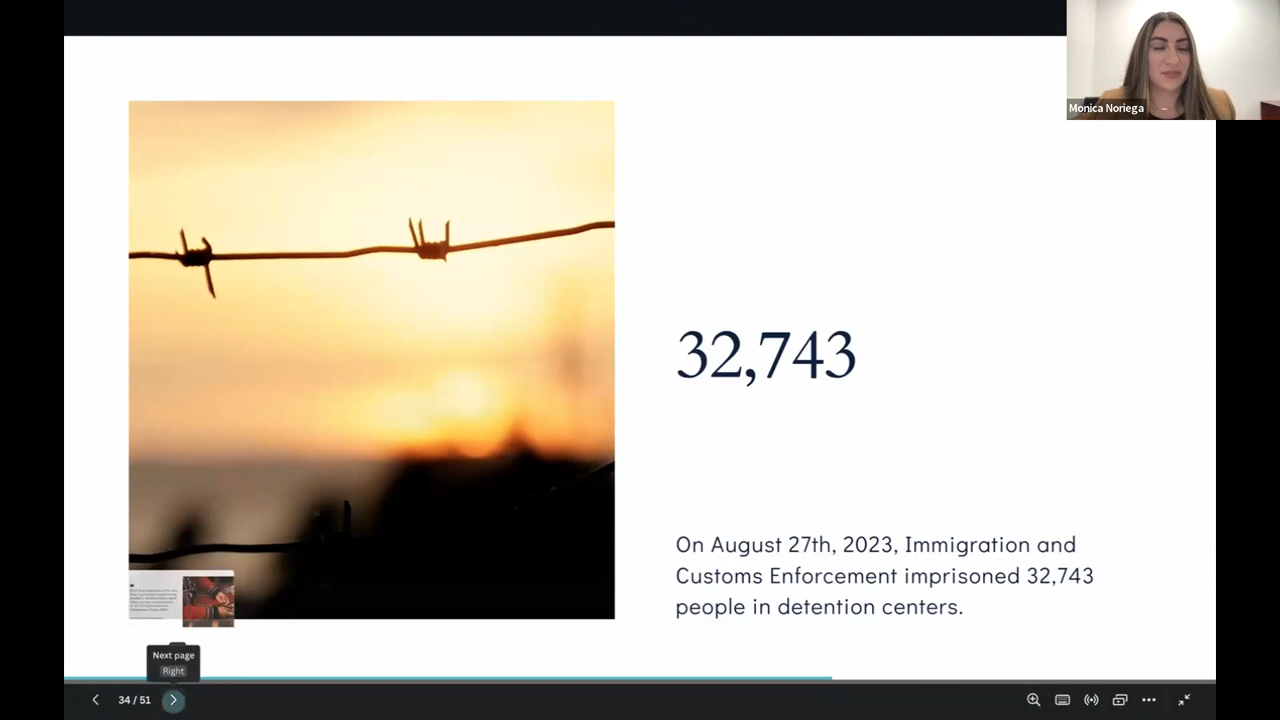 Monica Noriega
32,743
On August 27th, 2023, Immigration and
Customs Enforcement imprisoned 32,743
people in detention centers.
Next page
Right
34 / 51